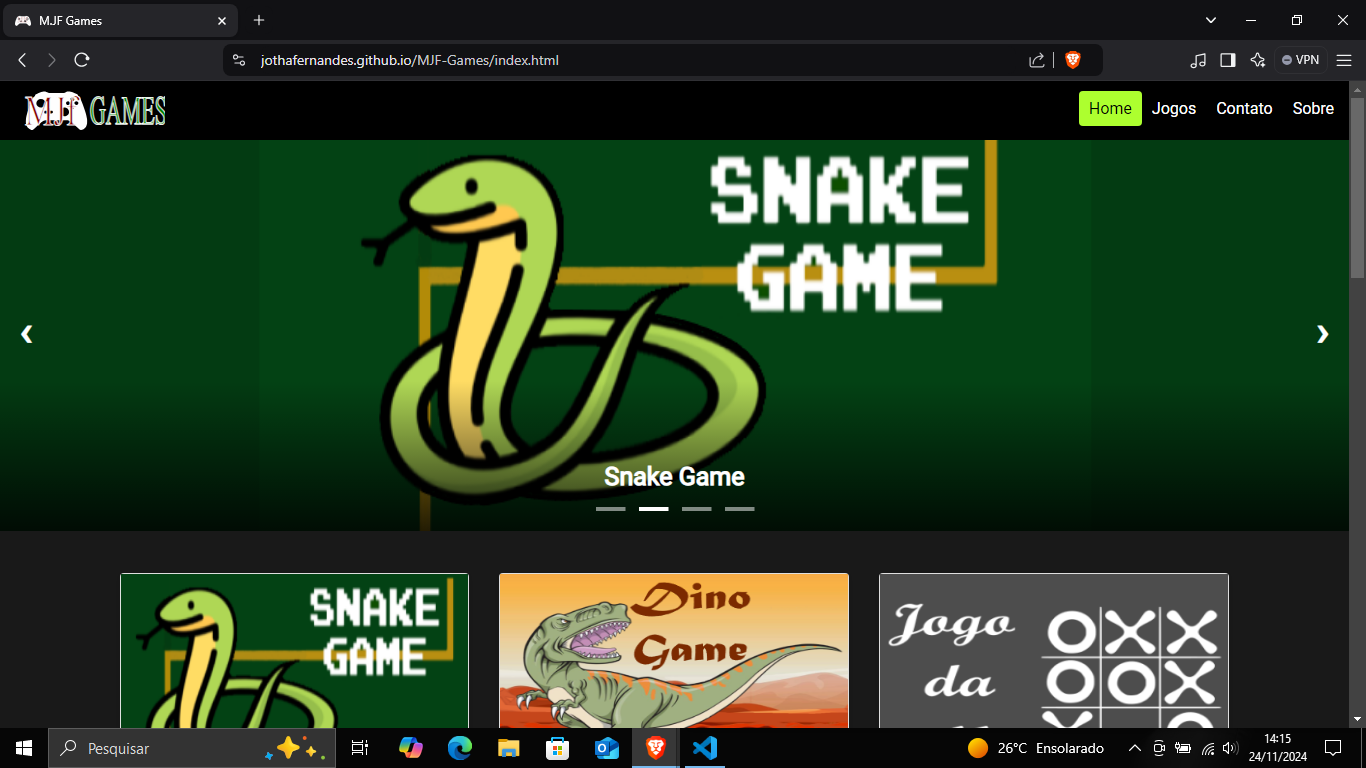 MJF Games
jothafernandes.github.io/MJF-Games/index.html
VPN
MJF GAMES
Home
Jogos
Contato
Sobre
SNAKE
GAME
Snake Game
SNAKE
GAME
Dino
Game
Jogo
da
Pesquisar
26°C Ensolarado
14:15
24/11/2024